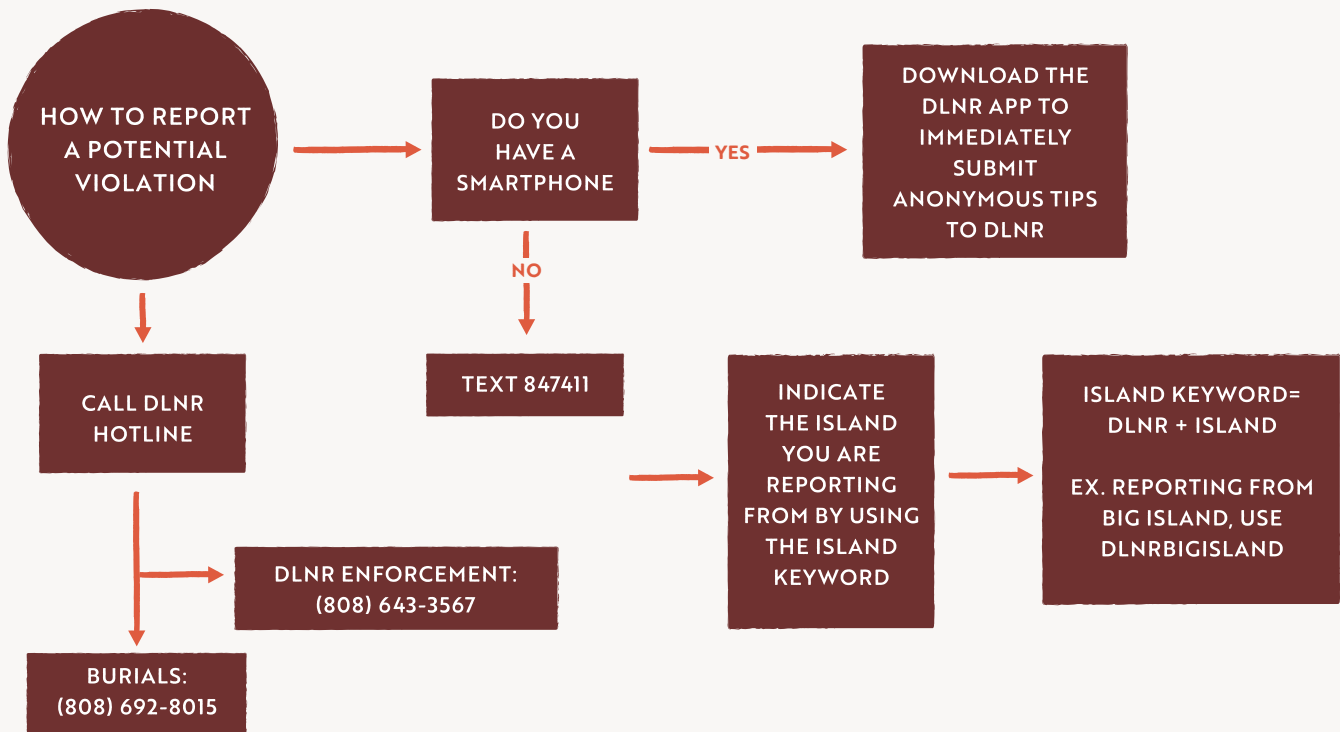 HOW TO REPORT
A POTENTIAL
VIOLATION
DO YOU
HAVE A
SMARTPHONE
YES
DOWNLOAD THE
DLNR APP TO
IMMEDIATELY
SUBMIT
ANONYMOUS TIPS
TO DLNR
NO
TEXT 847411
INDICATE
THE ISLAND
YOU ARE
REPORTING
FROM BY USING
THE ISLAND
KEYWORD
ISLAND KEYWORD=
DLNR + ISLAND
EX. REPORTING FROM
BIG ISLAND, USE
DLNRBIGISLAND
CALL DLNR
HOTLINE
DLNR ENFORCEMENT:
(808) 643-3567
BURIALS:
(808) 692-8015